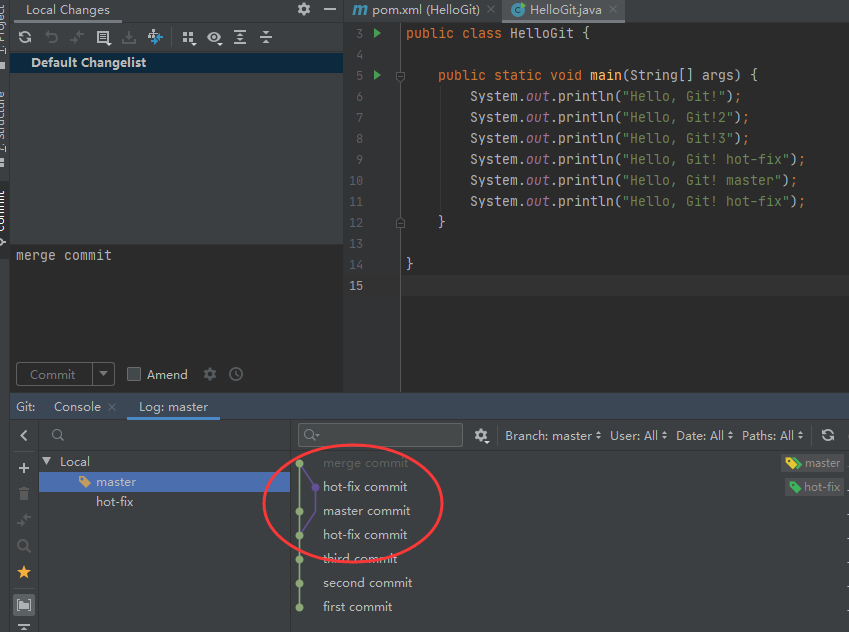 Local Changes
pom.xml (HelloGit)
HelloGit.java
Default Changelist
3 public class HelloGit {
4
5 public static void main(String[] args) {
6 System.out.println("Hello, Git!");
7 System.out.println("Hello, Git!2");
8 System.out.println("Hello, Git!3");
9 System.out.println("Hello, Git! hot-fix");
10 System.out.println("Hello, Git! master");
11 System.out.println("Hello, Git! hot-fix");
12 }
13
14 }
15
merge commit
Commit
Amend
Git: Console Log: master
Branch: master User: All Date: All Paths: All
Local
master
hot-fix
merge commit master
hot-fix commit hot-fix
master commit
hot-fix commit
third commit
second commit
first commit